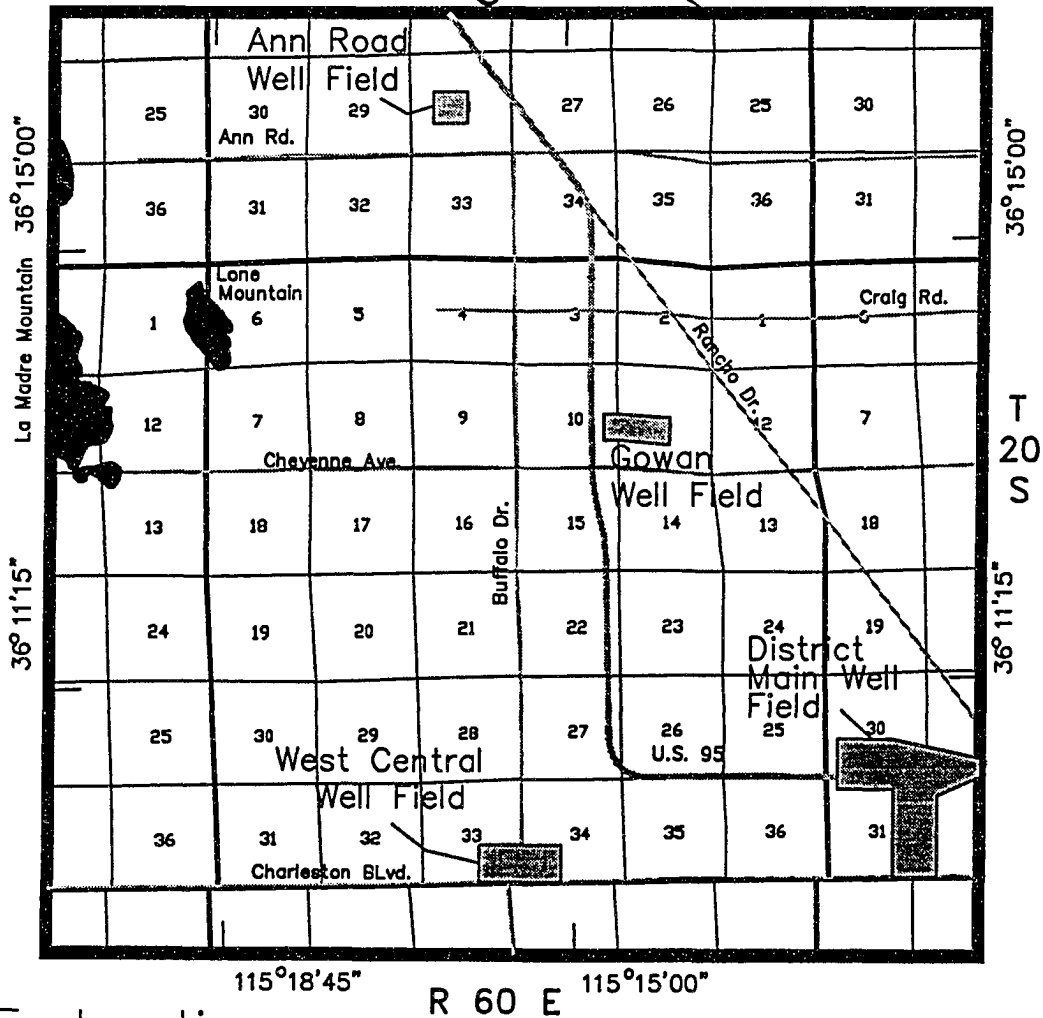 Ann Road
Well Field
25 30 29 27 26 25 30
Ann Rd.
36 31 32 33 34 35 36 31
36°15'00"
36°15'00"
Lone
Mountain
Craig Rd.
1 6 5 4 3 2 1 6
La Madre Mountain
Rancho Dr.
12 7 8 9 10 12 7
T
20
S
Cheyenne Ave.
Gowan
Well Field
13 18 17 16 15 14 13 18
Buffalo Dr.
36°11'15"
36°11'15"
24 19 20 21 22 23 24 19
District
Main Well
Field
25 30 29 28 27 26 25 30
U.S. 95
West Central
Well Field
36 31 32 33 34 35 36 31
Charleston BLvd.
115°18'45" 115°15'00"
R 60 E